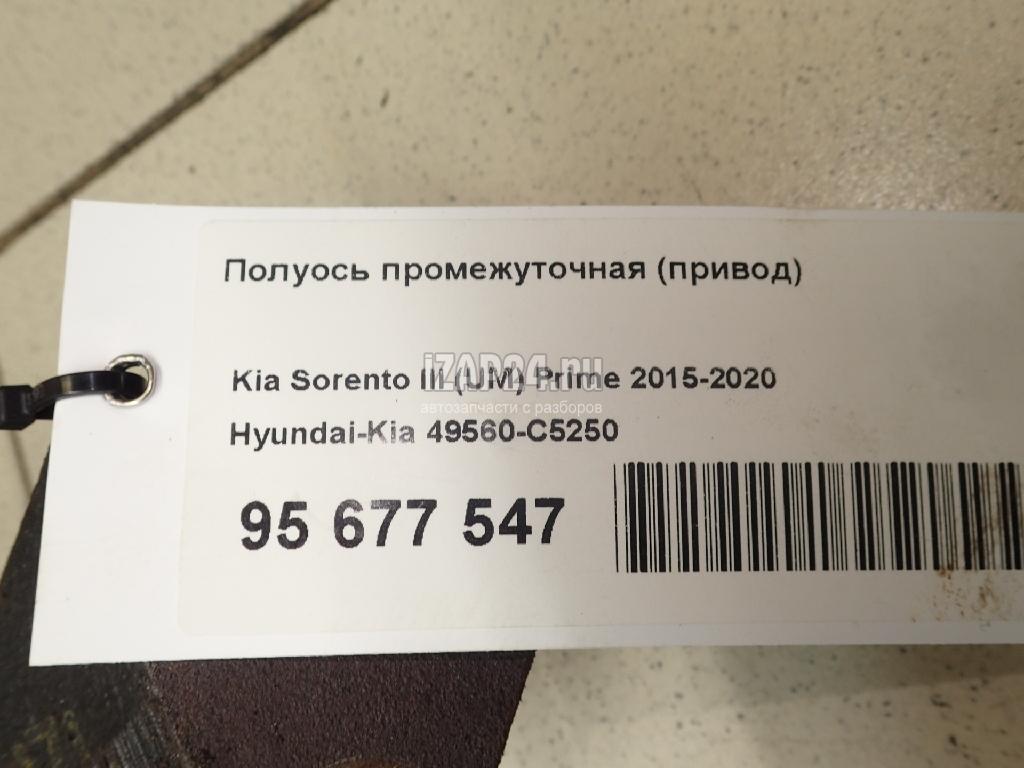 Полуось промежуточная (привод)
iZAP24.ru
Kia Sorento III (UM) Prime 2015-2020
автозапчасти с разборов
Hyundai-Kia 49560-C5250
95 677 547